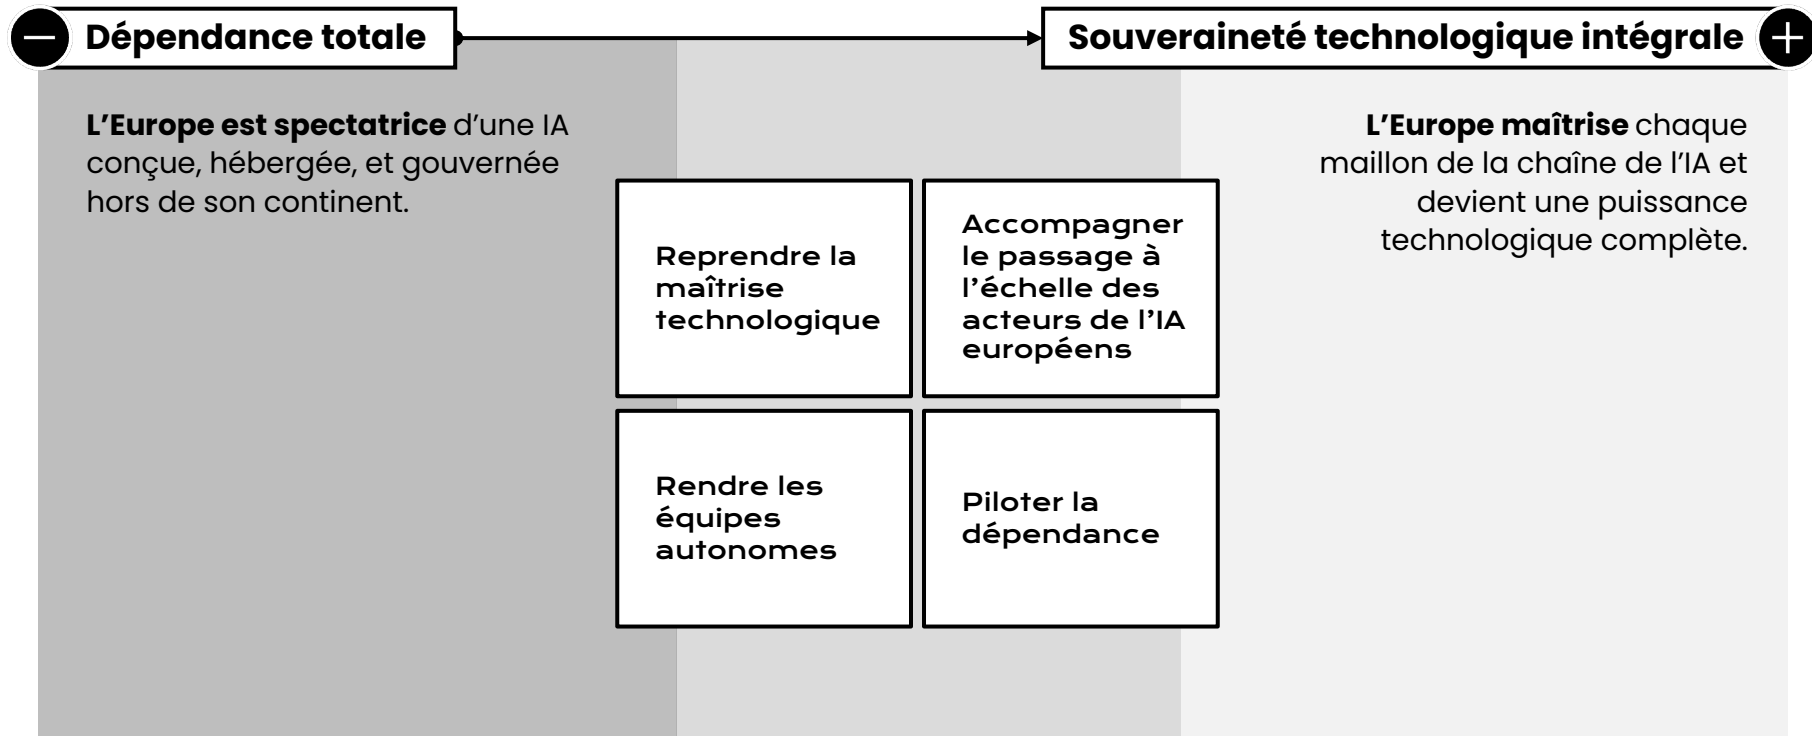 Dépendance totale
Souveraineté technologique intégrale
L’Europe est spectatrice d’une IA
conçue, hébergée, et gouvernée
hors de son continent.
L’Europe maîtrise chaque
maillon de la chaîne de l’IA et
devient une puissance
technologique complète.
Reprendre la
maîtrise
technologique
Accompagner
le passage à
l’échelle des
acteurs de l’IA
européens
Rendre les
équipes
autonomes
Piloter la
dépendance